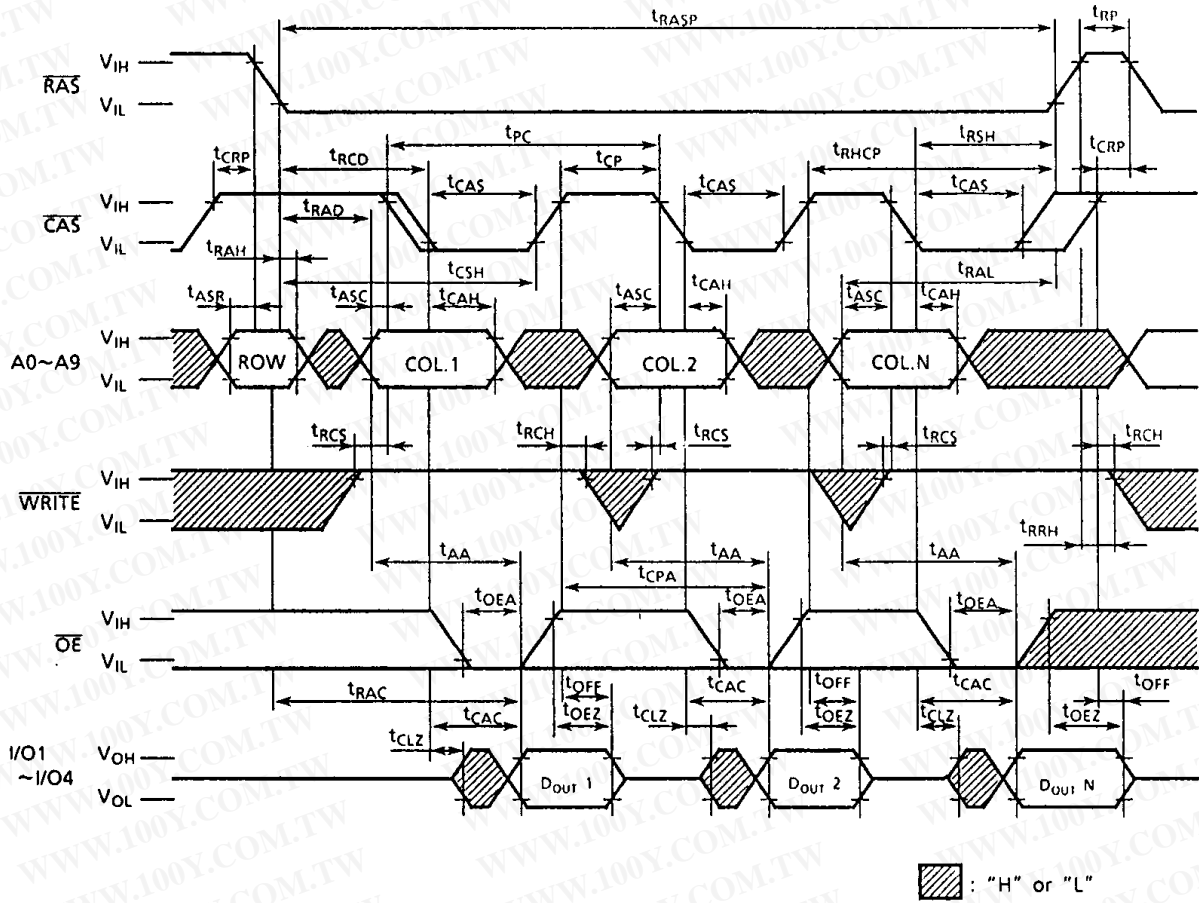 tRASP
tRP
VIH
RAS
VIL
tPC
tRSH
tCRP
tRCD
tCP
tRHCP
tCRP
tCAS
tCAS
tCAS
VIH
CAS
tRAD
VIL
tRAH
tCSH
tRAL
tASR
tASC
tCAH
tASC
tCAH
tASC
tCAH
VIH
A0~A9
ROW
COL.1
COL.2
COL.N
VIL
tRCS
tRCH
tRCS
tRCS
tRCH
VIH
WRITE
VIL
tRRH
tAA
tAA
tAA
tCPA
tOEA
tOEA
tOEA
VIH
OE
VIL
tRAC
tOFF
tCAC
tOFF
tCAC
tOFF
tCAC
tOEZ
tCLZ
tOEZ
tCLZ
tOEZ
tCLZ
I/O1
~I/O4
VOH
DOUT 1
DOUT 2
DOUT N
VOL
: "H" or "L"
WWW.100Y.COM.TW